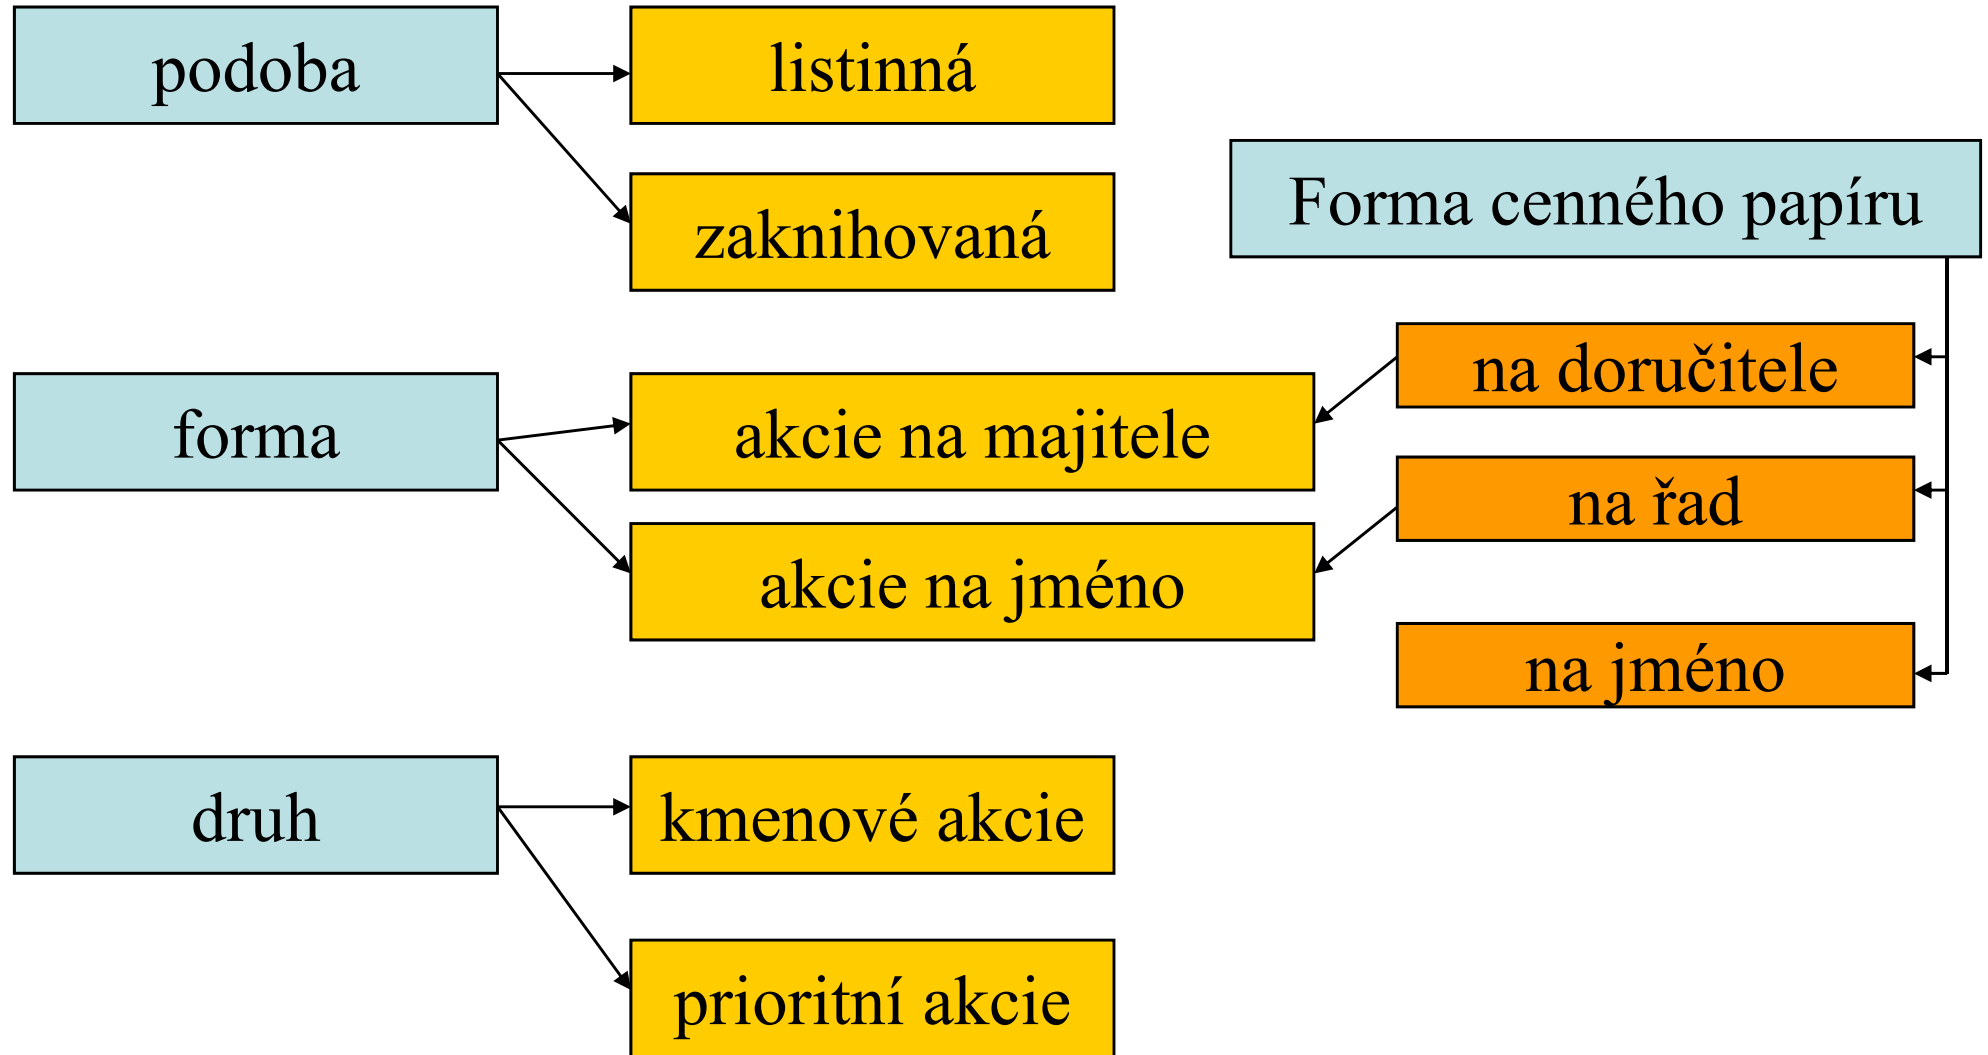 podoba
listinná
zaknihovaná
Forma cenného papíru
na doručitele
forma
akcie na majitele
na řad
akcie na jméno
na jméno
druh
kmenové akcie
prioritní akcie